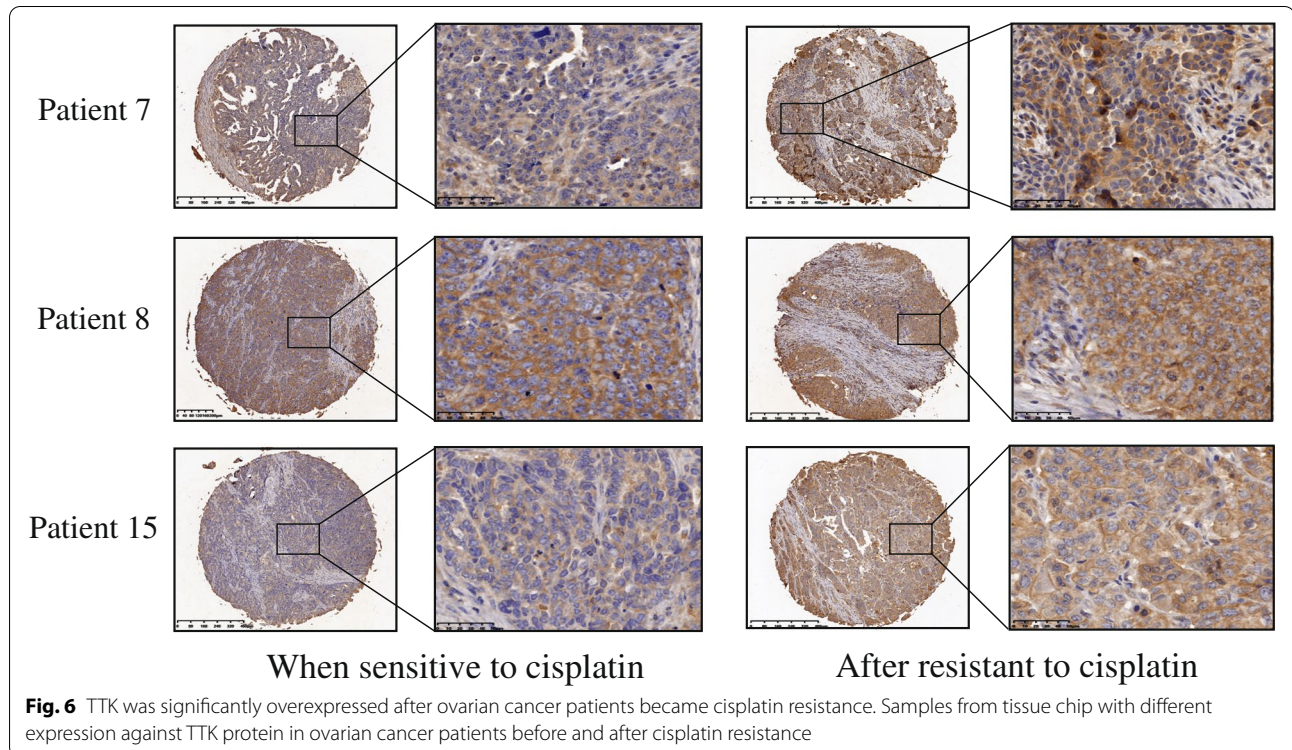 Patient 7
Patient 8
Patient 15
When sensitive to cisplatin
After resistant to cisplatin
Fig. 6 TTK was significantly overexpressed after ovarian cancer patients became cisplatin resistance. Samples from tissue chip with different
expression against TTK protein in ovarian cancer patients before and after cisplatin resistance